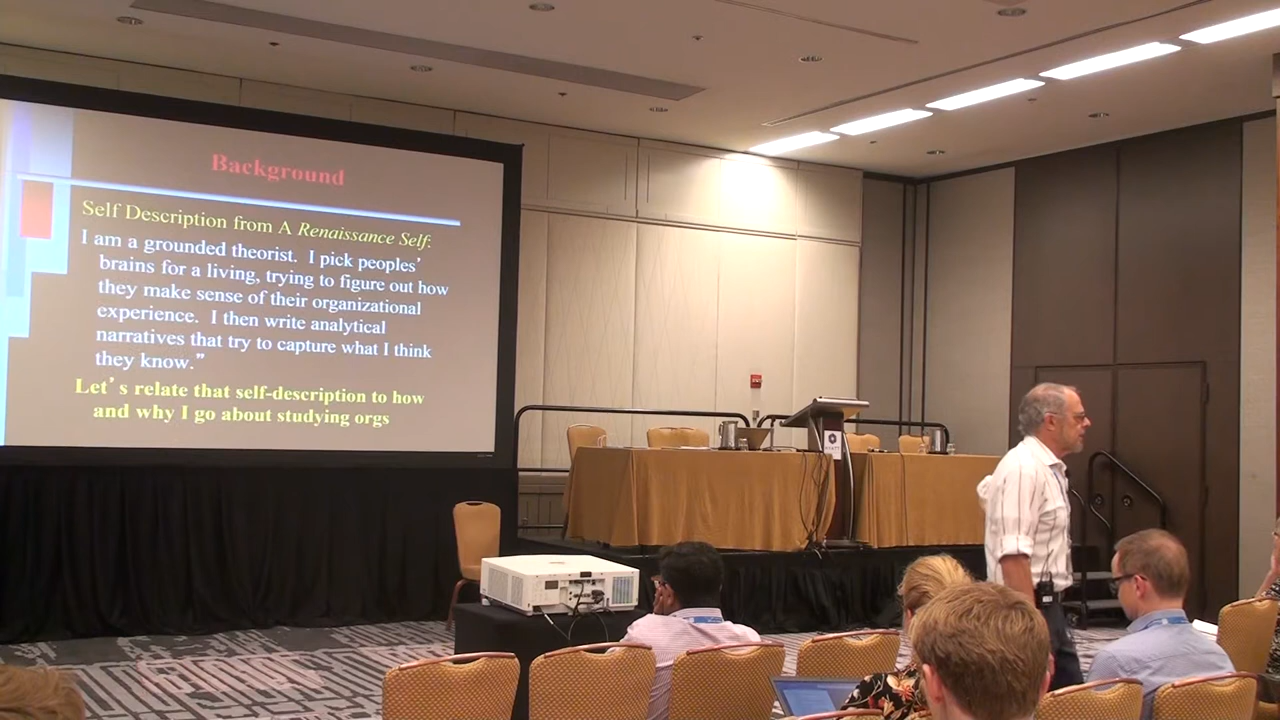 Background
Self Description from A Renaissance Self:
I am a grounded theorist. I pick peoples’
brains for a living, trying to figure out how
they make sense of their organizational
experience. I then write analytical
narratives that try to capture what I think
they know.”
Let’s relate that self-description to how
and why I go about studying orgs
HYATT